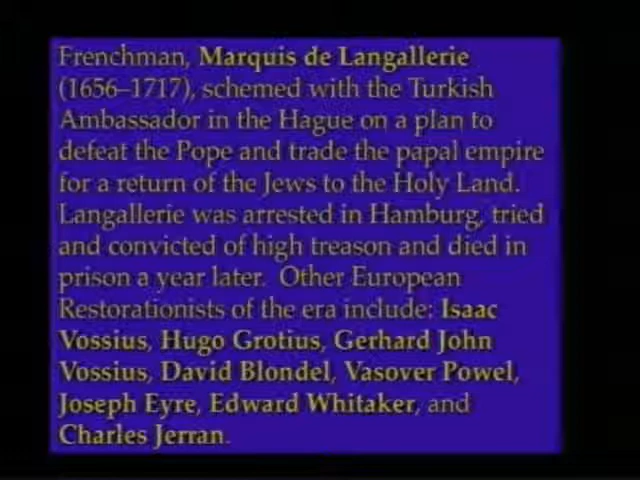 Frenchman, Marquis de Langallerie
(1656–1717), schemed with the Turkish
Ambassador in the Hague on a plan to
defeat the Pope and trade the papal empire
for a return of the Jews to the Holy Land.
Langallerie was arrested in Hamburg, tried
and convicted of high treason and died in
prison a year later. Other European
Restorationists of the era include: Isaac
Vossius, Hugo Grotius, Gerhard John
Vossius, David Blondel, Vasover Powel,
Joseph Eyre, Edward Whitaker, and
Charles Jerran.